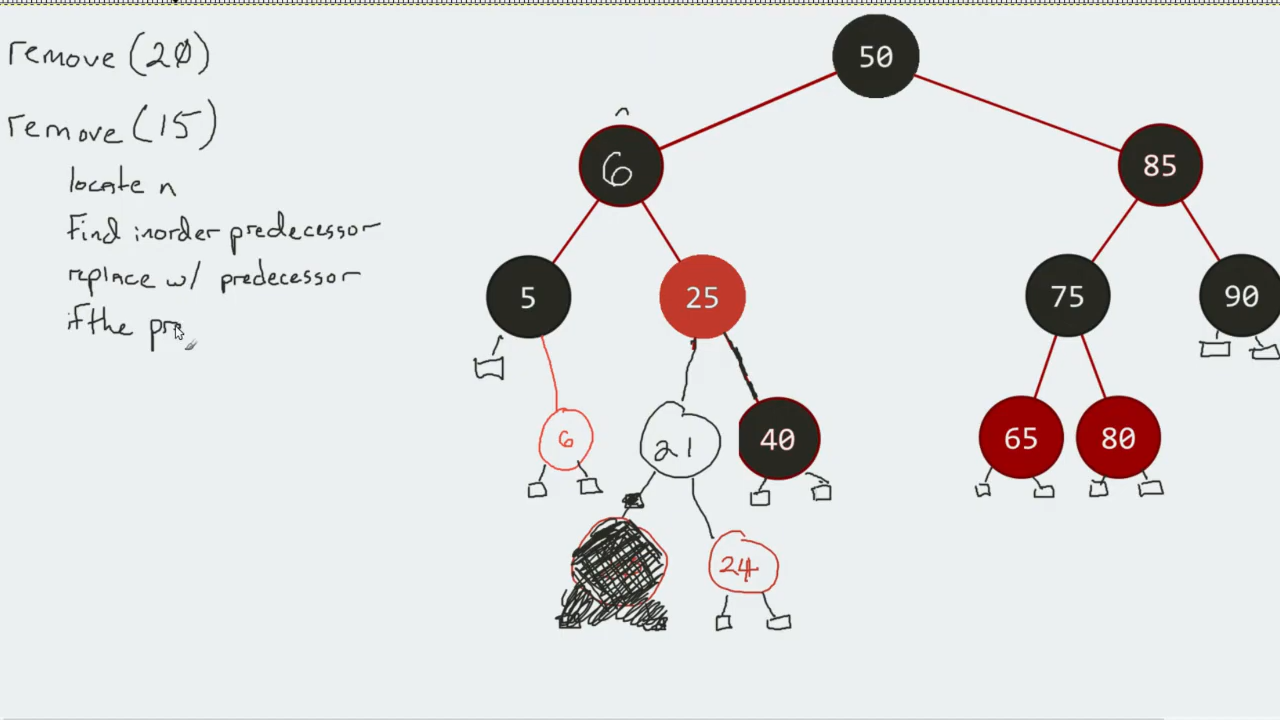 remove (20)
remove (15)
locate n
Find inorder predecessor
replace w/ predecessor
if the pre
50
^
6
85
5
25
75
90
6
21
40
65
80
24